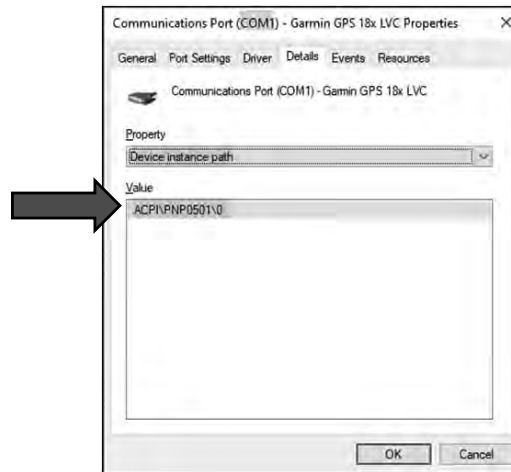 Communications Port (COM1) - Garmin GPS 18x LVC Properties
General Port Settings Driver Details Events Resources
Communications Port (COM1) - Garmin GPS 18x LVC
Property
Device instance path
Value
ACPI\PNP0501\0
OK Cancel